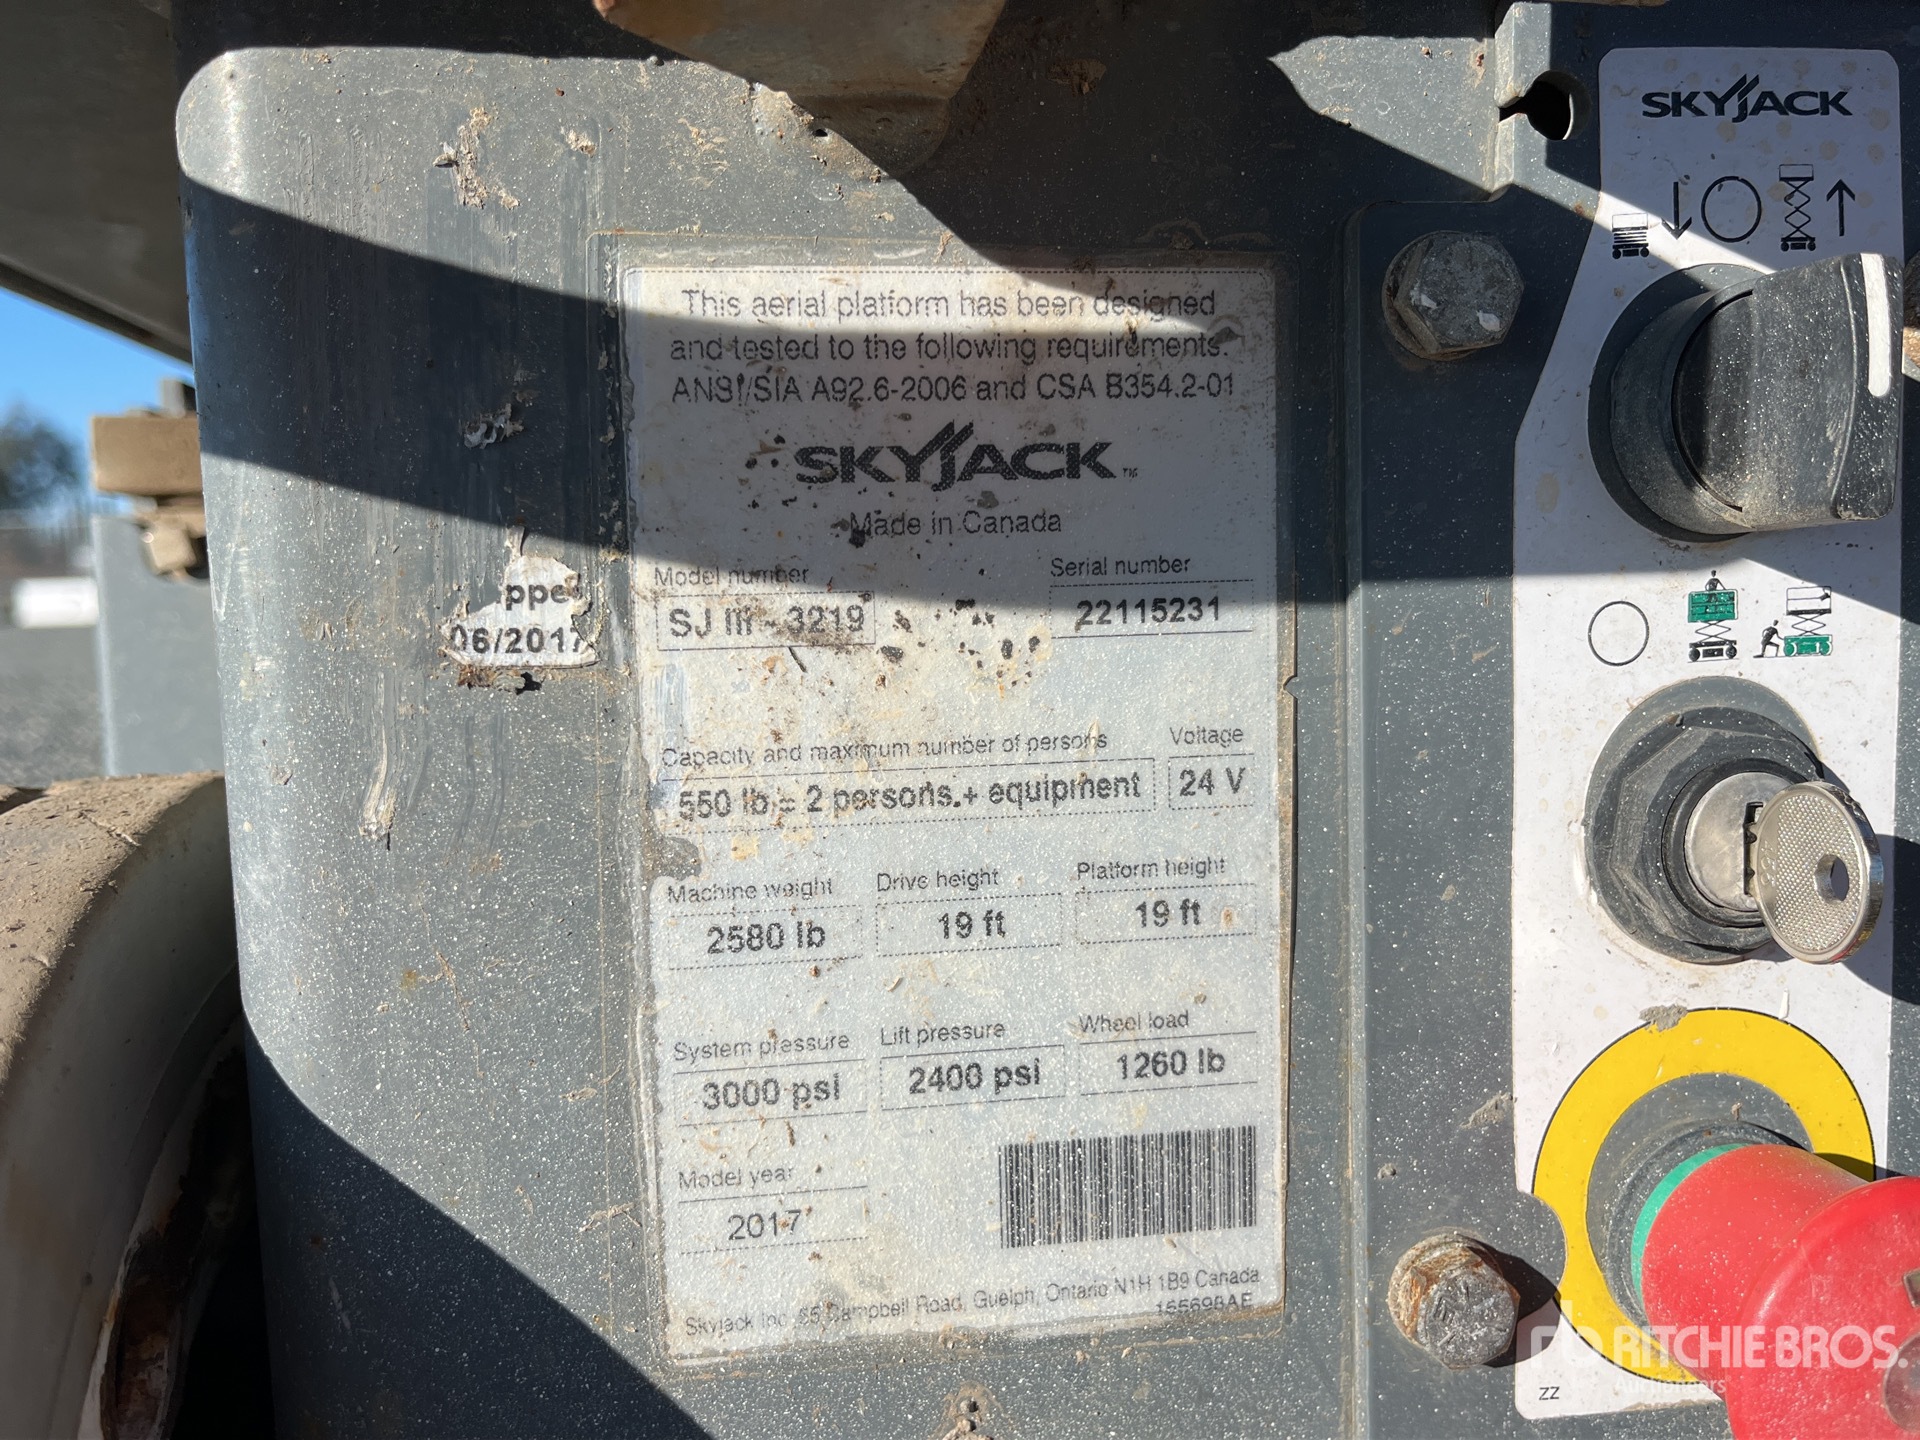 SKYJACK
This aerial platform has been designed
and tested to the following requirements:
ANSI/SIA A92.6-2006 and CSA B354.2-01
SKYJACK™
Made in Canada
Model number
SJ III - 3219
Serial number
22115231
06/2017
Capacity and maximum number of persons
550 lb = 2 persons + equipment
Voltage
24 V
Machine weight
2580 lb
Drive height
19 ft
Platform height
19 ft
System pressure
3000 psi
Lift pressure
2400 psi
Wheel load
1260 lb
Model year
2017
Skyjack Inc. 55 Campbell Road, Guelph, Ontario N1H 1B9 Canada
155698AE
ZZ
RITCHIE BROS.
Auctioneers